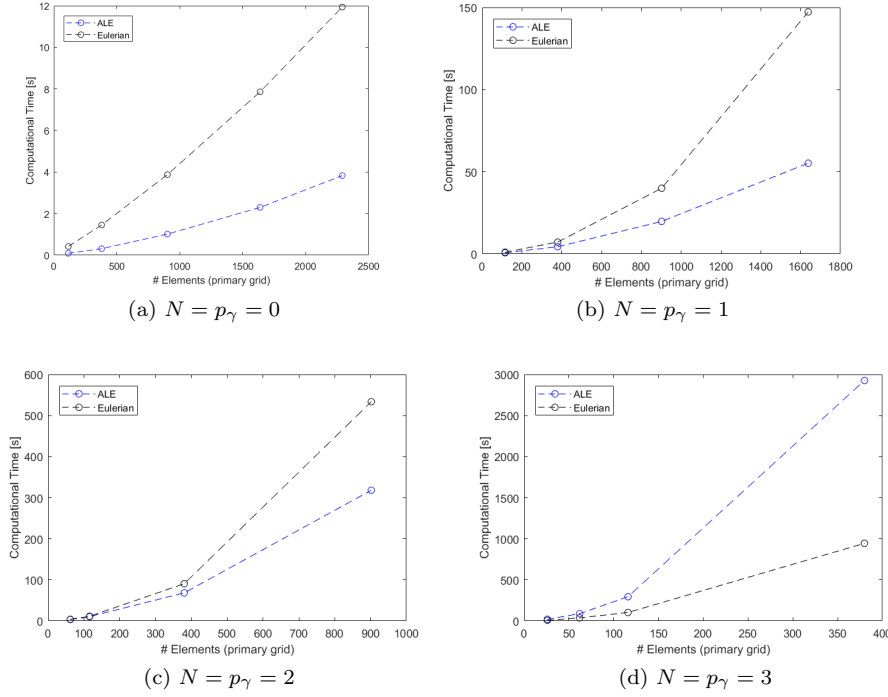 ALE
Eulerian
Computational Time [s]
12
10
8
6
4
2
0
0 500 1000 1500 2000 2500
# Elements (primary grid)
(a) N = pγ = 0
ALE
Eulerian
Computational Time [s]
150
100
50
0
0 200 400 600 800 1000 1200 1400 1600 1800
# Elements (primary grid)
(b) N = pγ = 1
ALE
Eulerian
Computational Time [s]
600
500
400
300
200
100
0
0 100 200 300 400 500 600 700 800 900 1000
# Elements (primary grid)
(c) N = pγ = 2
ALE
Eulerian
Computational Time [s]
3000
2500
2000
1500
1000
500
0
0 50 100 150 200 250 300 350 400
# Elements (primary grid)
(d) N = pγ = 3